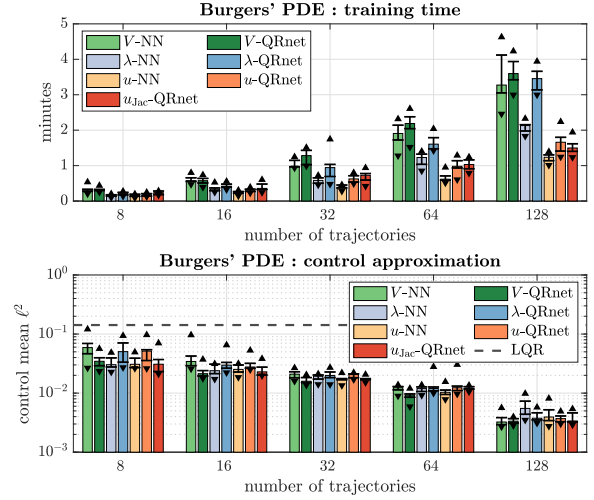 Burgers' PDE : training time
minutes
5
4
3
2
1
0
V-NN
V-QRnet
λ-NN
λ-QRnet
u-NN
u-QRnet
u_Jac-QRnet
8 16 32 64 128
number of trajectories
Burgers' PDE : control approximation
control mean ℓ²
10⁰
10⁻¹
10⁻²
10⁻³
V-NN
V-QRnet
λ-NN
λ-QRnet
u-NN
u-QRnet
u_Jac-QRnet
LQR
8 16 32 64 128
number of trajectories